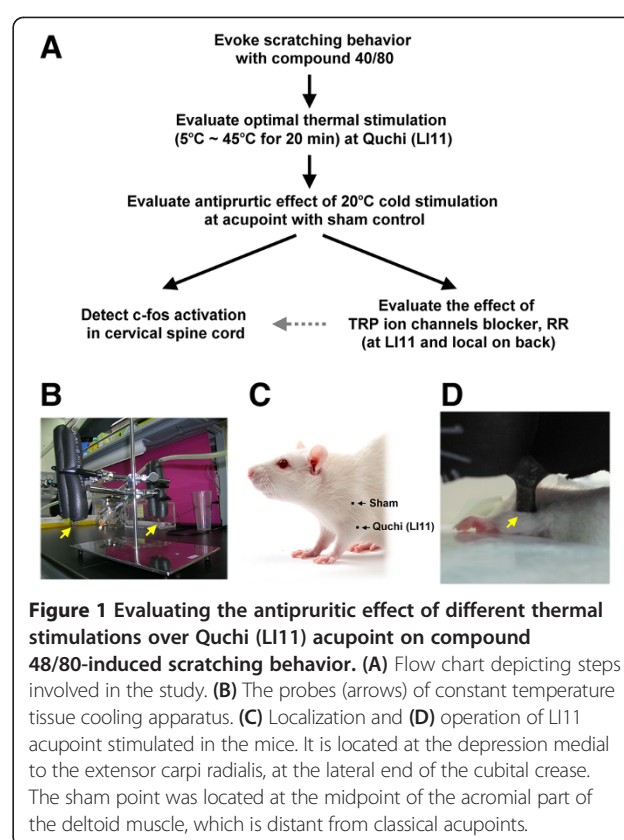 A
Evoke scratching behavior
with compound 40/80
Evaluate optimal thermal stimulation
(5°C ~ 45°C for 20 min) at Quchi (LI11)
Evaluate antiprurtic effect of 20°C cold stimulation
at acupoint with sham control
Detect c-fos activation
in cervical spine cord
Evaluate the effect of
TRP ion channels blocker, RR
(at LI11 and local on back)
B
C
D
Sham
Quchi (LI11)
Figure 1 Evaluating the antipruritic effect of different thermal
stimulations over Quchi (LI11) acupoint on compound
48/80-induced scratching behavior. (A) Flow chart depicting steps
involved in the study. (B) The probes (arrows) of constant temperature
tissue cooling apparatus. (C) Localization and (D) operation of LI11
acupoint stimulated in the mice. It is located at the depression medial
to the extensor carpi radialis, at the lateral end of the cubital crease.
The sham point was located at the midpoint of the acromial part of
the deltoid muscle, which is distant from classical acupoints.